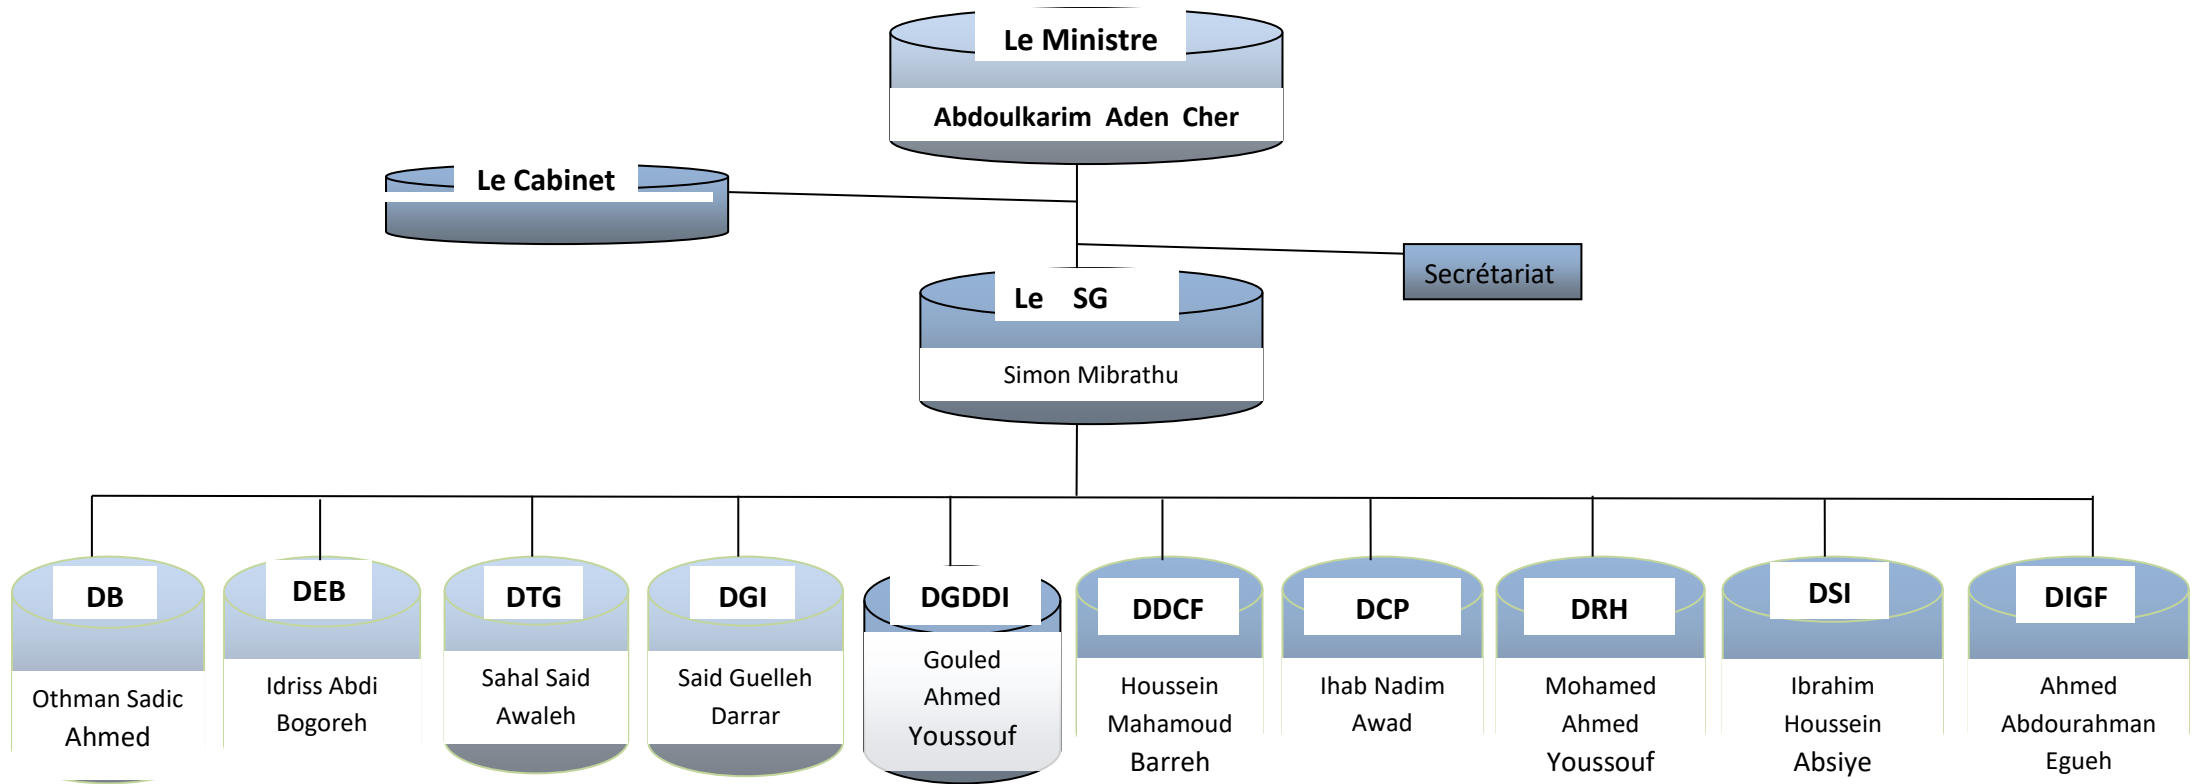 Le Ministre
Abdoulkarim Aden Cher
Le Cabinet
Secrétariat
Le SG
Simon Mibrathu
DB
Othman Sadic
Ahmed
DEB
Idriss Abdi
Bogoreh
DTG
Sahal Said
Awaleh
DGI
Said Guelleh
Darrar
DGDDI
Gouled
Ahmed
Youssouf
DDCF
Houssein
Mahamoud
Barreh
DCP
Ihab Nadim
Awad
DRH
Mohamed
Ahmed
Youssouf
DSI
Ibrahim
Houssein
Absiye
DIGF
Ahmed
Abdourahman
Egueh